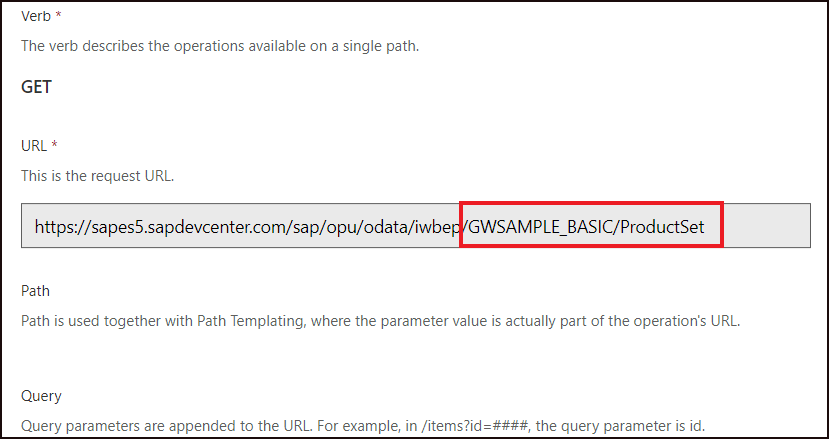 Verb *
The verb describes the operations available on a single path.
GET
URL *
This is the request URL.
https://sapes5.sapdevcenter.com/sap/opu/odata/iwbep/GWSAMPLE_BASIC/ProductSet
Path
Path is used together with Path Templating, where the parameter value is actually part of the operation's URL.
Query
Query parameters are appended to the URL. For example, in /items?id=####, the query parameter is id.